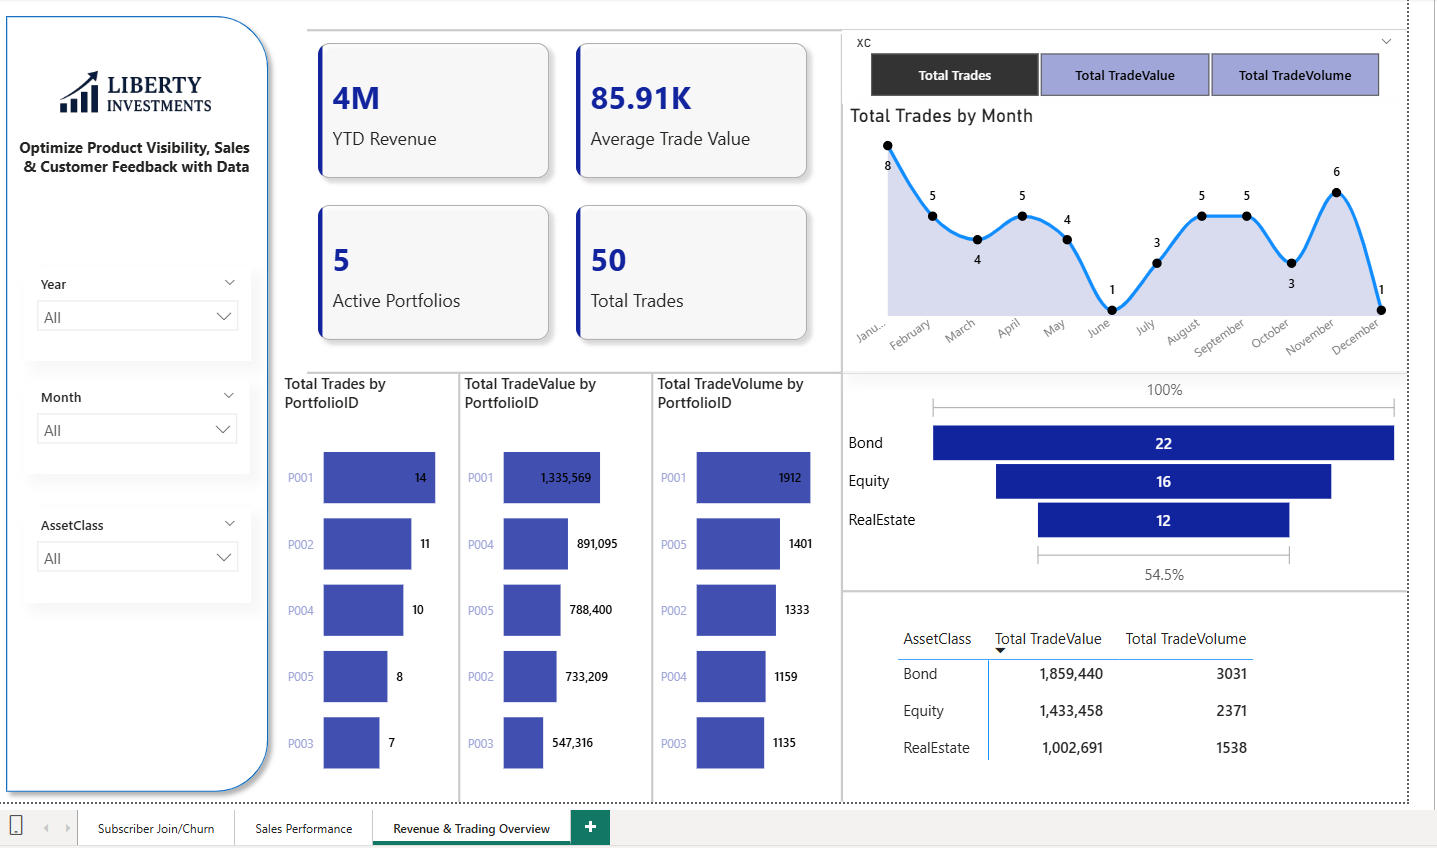 LIBERTY
INVESTMENTS
Optimize Product Visibility, Sales
& Customer Feedback with Data
Year
All
Month
All
AssetClass
All
4M
YTD Revenue
85.91K
Average Trade Value
5
Active Portfolios
50
Total Trades
XC
Total Trades
Total TradeValue
Total TradeVolume
Total Trades by Month
8
5
4
5
4
1
3
5
5
3
6
1
Janu...
February
March
April
May
June
July
August
September
October
November
December
Total Trades by
PortfolioID
P001 14
P002 11
P004 10
P005 8
P003 7
Total TradeValue by
PortfolioID
P001 1,335,569
P004 891,095
P005 788,400
P002 733,209
P003 547,316
Total TradeVolume by
PortfolioID
P001 1912
P005 1401
P002 1333
P004 1159
P003 1135
100%
Bond 22
Equity 16
RealEstate 12
54.5%
AssetClass Total TradeValue Total TradeVolume
Bond 1,859,440 3031
Equity 1,433,458 2371
RealEstate 1,002,691 1538
Subscriber Join/Churn
Sales Performance
Revenue & Trading Overview
+